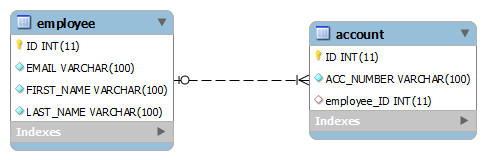 employee
ID INT(11)
EMAIL VARCHAR(100)
FIRST_NAME VARCHAR(100)
LAST_NAME VARCHAR(100)
Indexes
account
ID INT(11)
ACC_NUMBER VARCHAR(100)
employee_ID INT(11)
Indexes